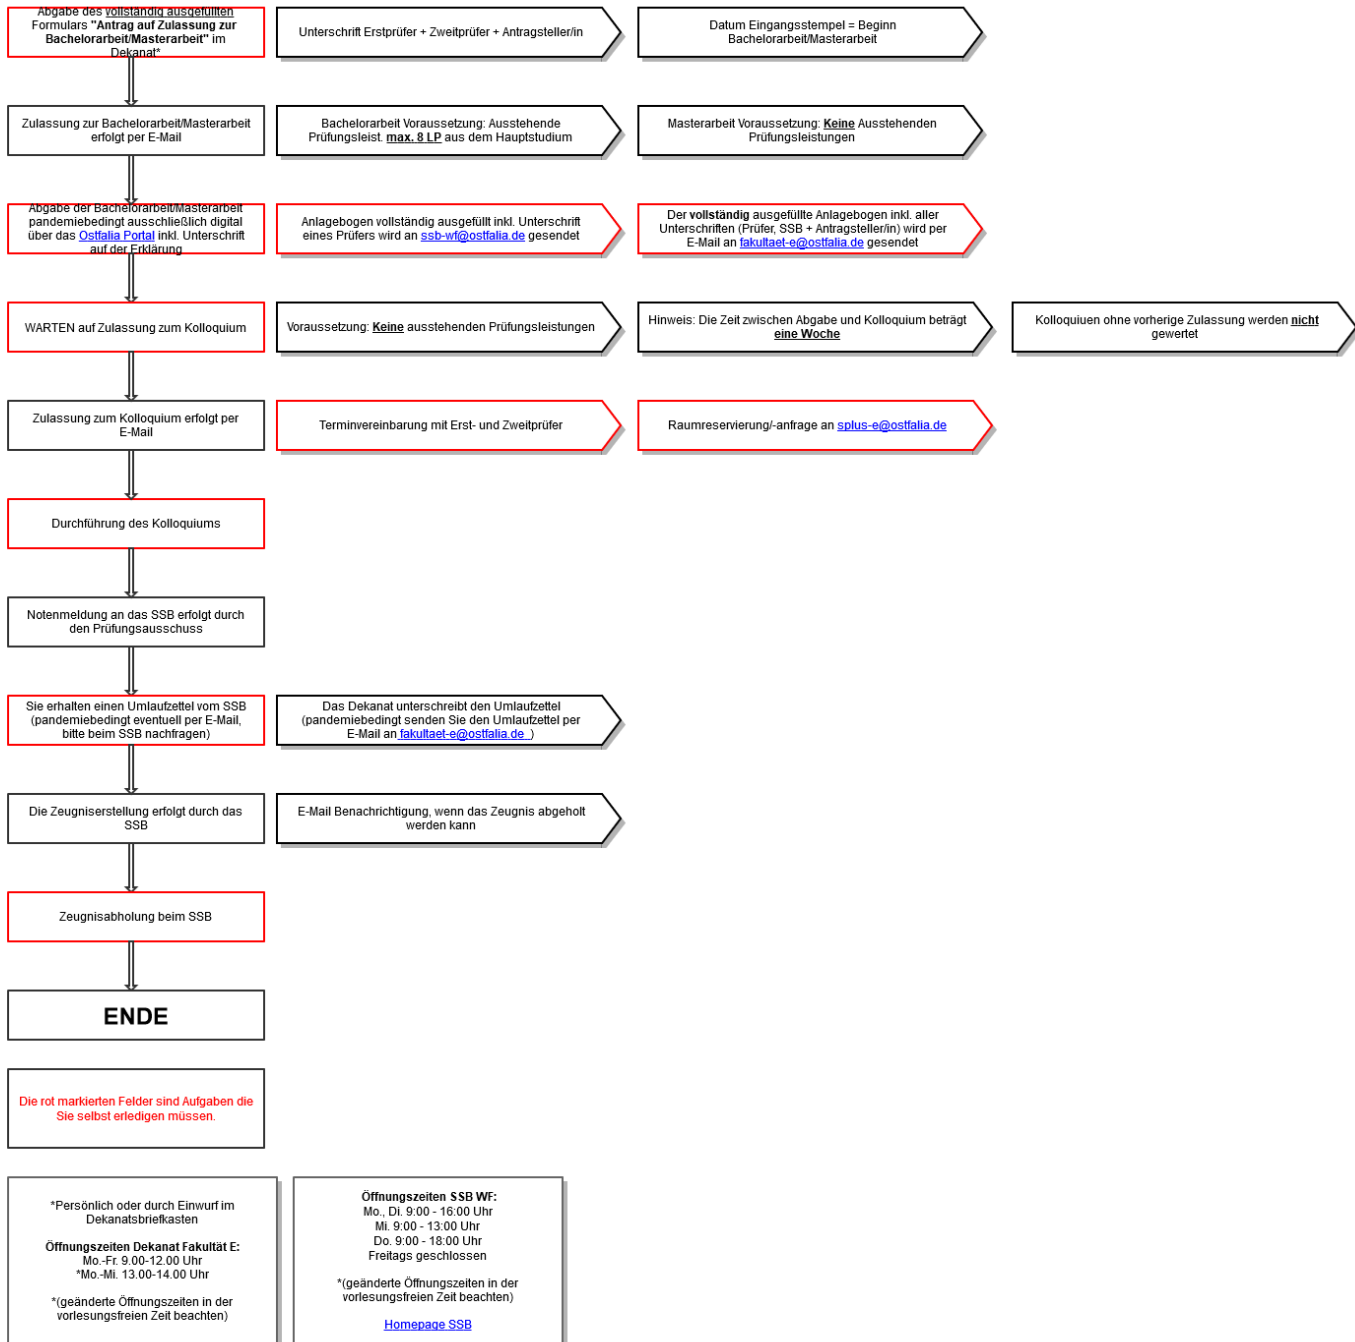 Abgabe des vollständig ausgefüllten
Formulars "Antrag auf Zulassung zur
Bachelorarbeit/Masterarbeit" im
Dekanat*
Unterschrift Erstprüfer + Zweitprüfer + Antragsteller/in
Datum Eingangsstempel = Beginn
Bachelorarbeit/Masterarbeit
Zulassung zur Bachelorarbeit/Masterarbeit
erfolgt per E-Mail
Bachelorarbeit Voraussetzung: Ausstehende
Prüfungsleist. max. 8 LP aus dem Hauptstudium
Masterarbeit Voraussetzung: Keine Ausstehenden
Prüfungsleistungen
Abgabe der Bachelorarbeit/Masterarbeit
pandemiebedingt ausschließlich digital
über das Ostfalia Portal inkl. Unterschrift
auf der Erklärung
Anlagebogen vollständig ausgefüllt inkl. Unterschrift
eines Prüfers wird an ssb-wf@ostfalia.de gesendet
Der vollständig ausgefüllte Anlagebogen inkl. aller
Unterschriften (Prüfer, SSB + Antragsteller/in) wird per
E-Mail an fakultaet-e@ostfalia.de gesendet
WARTEN auf Zulassung zum Kolloquium
Voraussetzung: Keine ausstehenden Prüfungsleistungen
Hinweis: Die Zeit zwischen Abgabe und Kolloquium beträgt
eine Woche
Kolloquiuen ohne vorherige Zulassung werden nicht
gewertet
Zulassung zum Kolloquium erfolgt per
E-Mail
Terminvereinbarung mit Erst- und Zweitprüfer
Raumreservierung/-anfrage an splus-e@ostfalia.de
Durchführung des Kolloquiums
Notenmeldung an das SSB erfolgt durch
den Prüfungsausschuss
Sie erhalten einen Umlaufzettel vom SSB
(pandemiebedingt eventuell per E-Mail,
bitte beim SSB nachfragen)
Das Dekanat unterschreibt den Umlaufzettel
(pandemiebedingt senden Sie den Umlaufzettel per
E-Mail an fakultaet-e@ostfalia.de )
Die Zeugniserstellung erfolgt durch das
SSB
E-Mail Benachrichtigung, wenn das Zeugnis abgeholt
werden kann
Zeugnisabholung beim SSB
ENDE
Die rot markierten Felder sind Aufgaben die
Sie selbst erledigen müssen.
*Persönlich oder durch Einwurf im
Dekanatsbriefkasten
Öffnungszeiten Dekanat Fakultät E:
Mo.-Fr. 9.00-12.00 Uhr
*Mo.-Mi. 13.00-14.00 Uhr
*(geänderte Öffnungszeiten in der
vorlesungsfreien Zeit beachten)
Öffnungszeiten SSB WF:
Mo., Di. 9:00 - 16:00 Uhr
Mi. 9:00 - 13:00 Uhr
Do. 9:00 - 18:00 Uhr
Freitags geschlossen
*(geänderte Öffnungszeiten in der
vorlesungsfreien Zeit beachten)
Homepage SSB